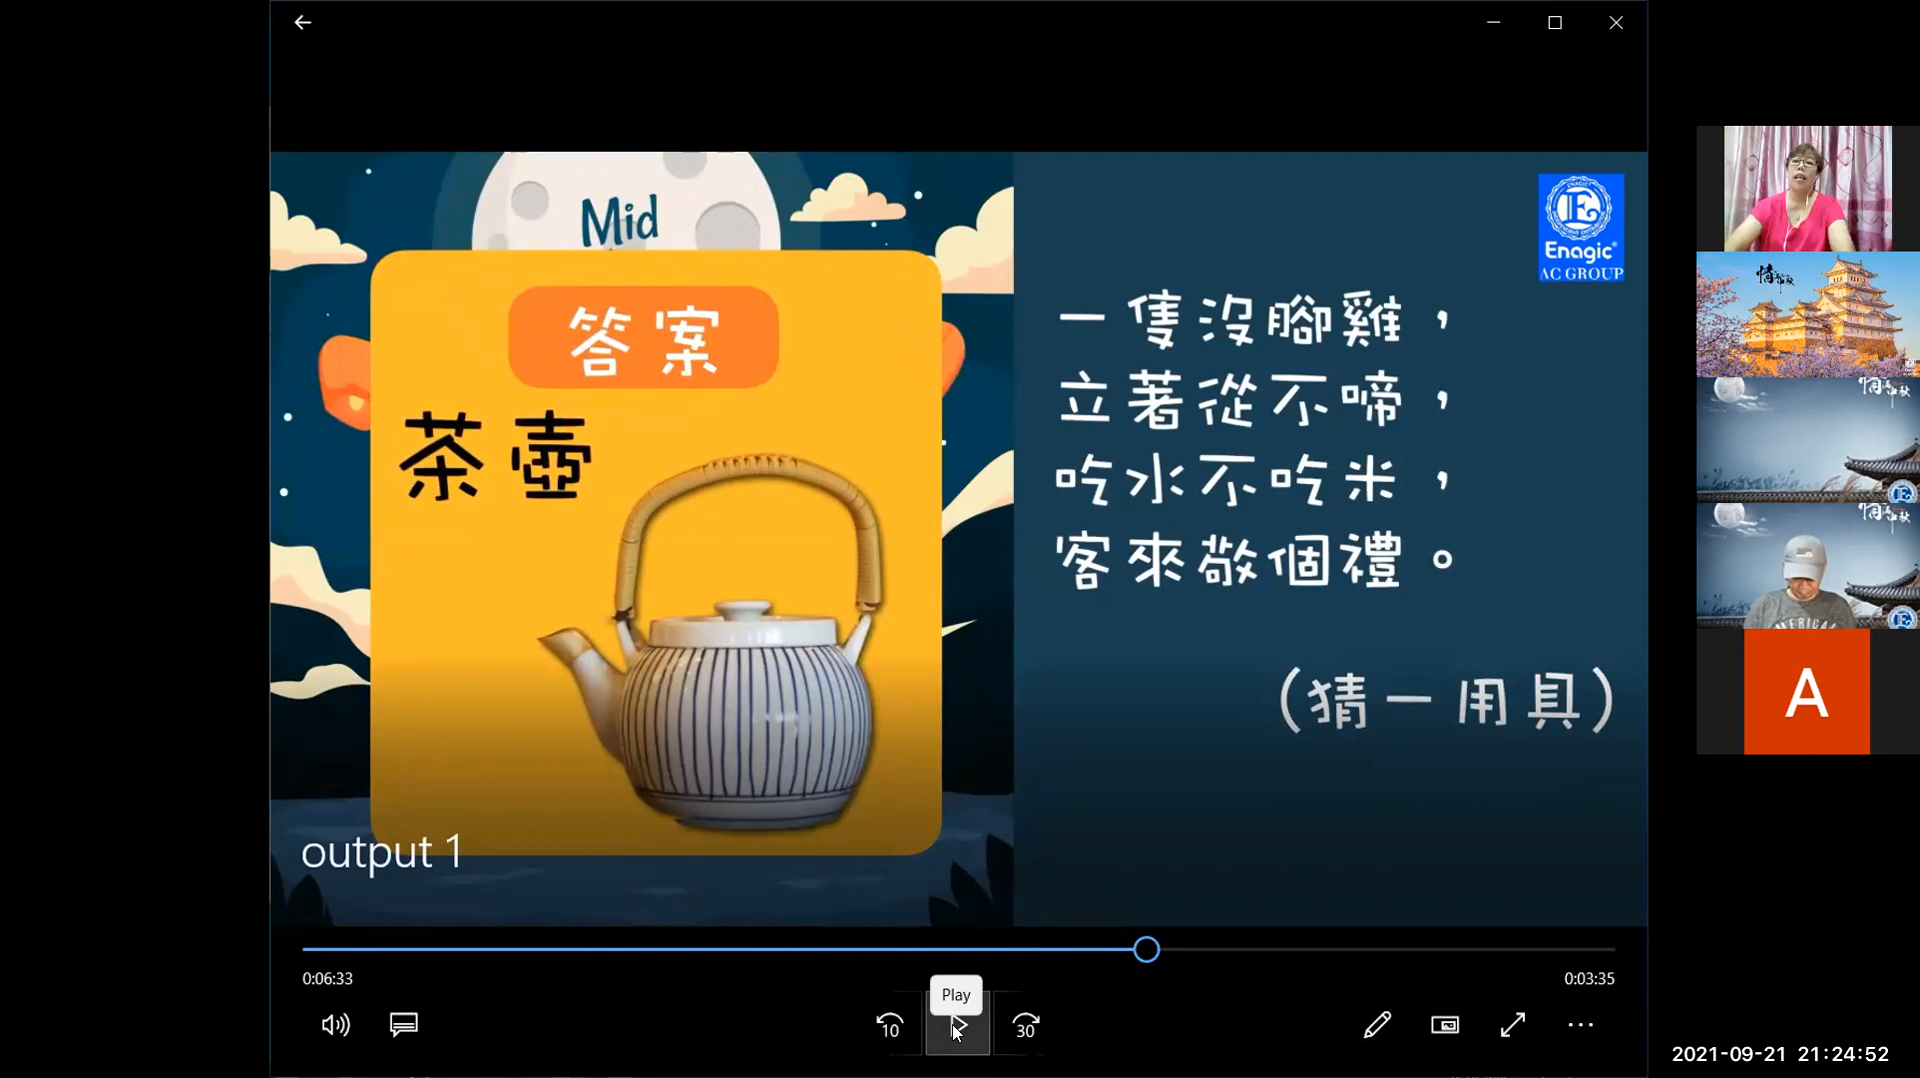 Mid
答案
茶壺
Enagic®
AC GROUP
一隻沒腳雞，
立著從不啼，
吃水不吃米，
客來敬個禮。
（猜一用具）
output 1
0:06:33
0:03:35
Play
10
30
A
2021-09-21 21:24:52